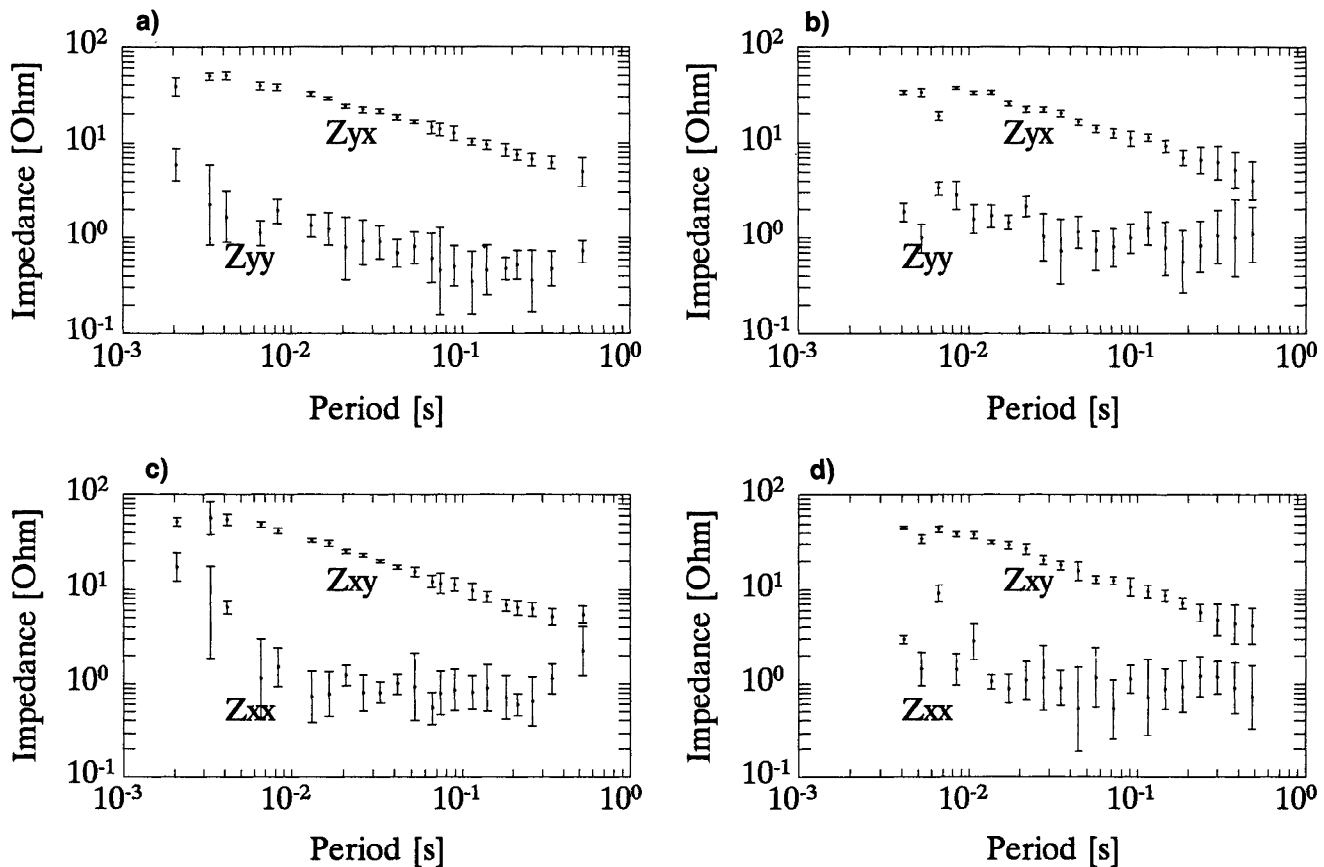 a)
Impedance [Ohm]
10²
10¹
10⁰
10⁻¹
Zyx
Zyy
10⁻³ 10⁻² 10⁻¹ 10⁰
Period [s]
b)
Impedance [Ohm]
10²
10¹
10⁰
10⁻¹
Zyx
Zyy
10⁻³ 10⁻² 10⁻¹ 10⁰
Period [s]
c)
Impedance [Ohm]
10²
10¹
10⁰
10⁻¹
Zxy
Zxx
10⁻³ 10⁻² 10⁻¹ 10⁰
Period [s]
d)
Impedance [Ohm]
10²
10¹
10⁰
10⁻¹
Zxy
Zxx
10⁻³ 10⁻² 10⁻¹ 10⁰
Period [s]